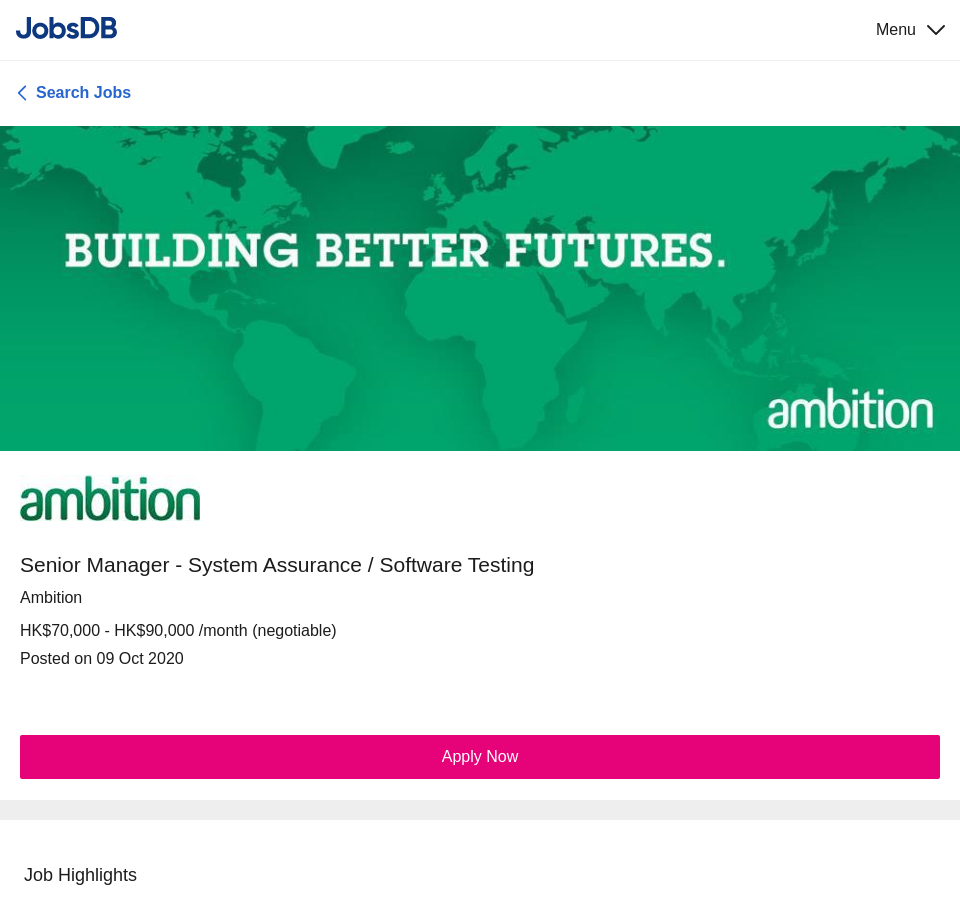 JobsDB
Menu
Search Jobs
BUILDING BETTER FUTURES.
ambition
ambition
Senior Manager - System Assurance / Software Testing
Ambition
HK$70,000 - HK$90,000 /month (negotiable)
Posted on 09 Oct 2020
Apply Now
Job Highlights